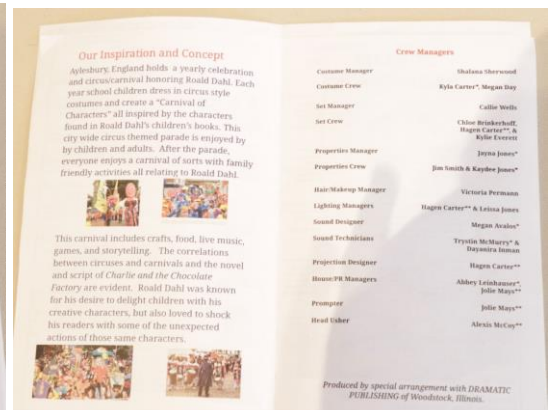 Our Inspiration and Concept
Aylesbury, England holds a yearly celebration
and circus/carnival honoring Roald Dahl. Each
year school children dress in circus style
costumes and create a “Carnival of
Characters” all inspired by the characters
found in Roald Dahl’s children’s books. This
city wide circus themed parade is enjoyed by
by children and adults. After the parade,
everyone enjoys a carnival of sorts with family
friendly activities all relating to Roald Dahl.
This carnival includes crafts, food, live music,
games, and storytelling. The correlations
between circuses and carnivals and the novel
and script of Charlie and the Chocolate
Factory are evident. Roald Dahl was known
for his desire to delight children with his
creative characters, but also loved to shock
his readers with some of the unexpected
actions of those same characters.
Crew Managers
Costume Manager Shalona Sherwood
Costume Crew Kyla Carter*, Megan Day
Set Manager Callie Wells
Set Crew Chloe Brinkerhoff,
Hagen Carter**, &
Kylie Everett
Properties Manager Jayna Jones*
Properties Crew Jim Smith & Kaydee Jones*
Hair/Makeup Manager Victoria Permann
Lighting Managers Hagen Carter** & Leissa Jones
Sound Designer Megan Avalos*
Sound Technicians Trystin McMurry* &
Dayanira Inman
Projection Designer Hagen Carter**
House/PR Managers Abbey Leinhauser*,
Jolie Mays**
Prompter Jolie Mays**
Head Usher Alexis McCoy**
Produced by special arrangement with DRAMATIC
PUBLISHING of Woodstock, Illinois.